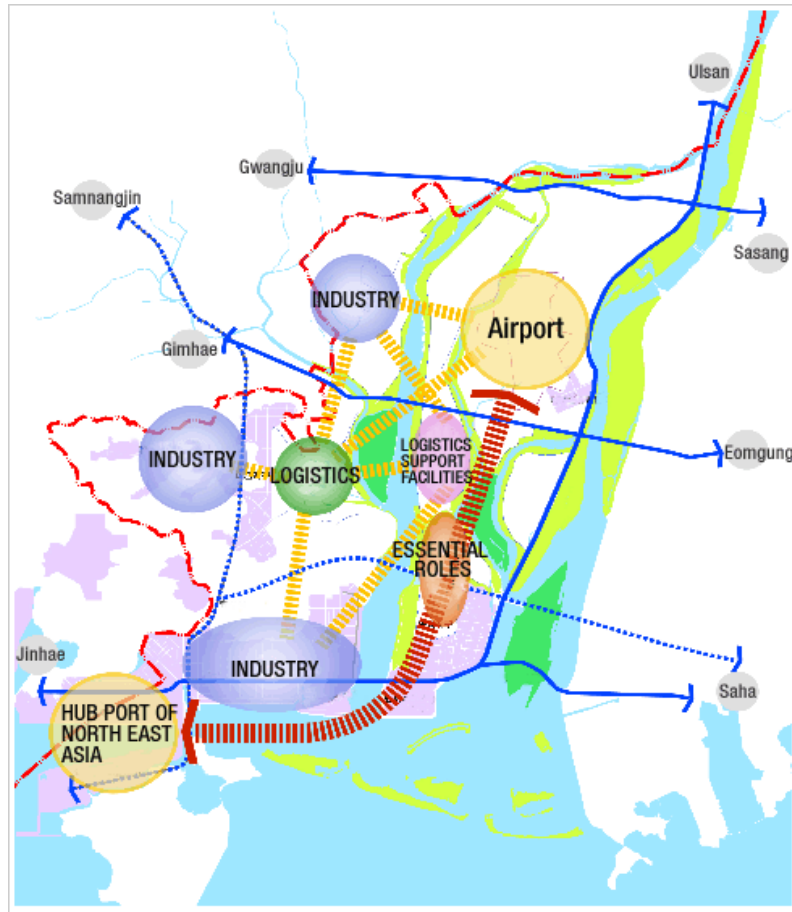 Ulsan
Gwangju
Samnangjin
Sasang
INDUSTRY
Airport
Gimhae
LOGISTICS
SUPPORT
FACILITIES
Eomgung
INDUSTRY
LOGISTICS
ESSENTIAL
ROLES
Jinhae
INDUSTRY
Saha
HUB PORT OF
NORTH EAST
ASIA